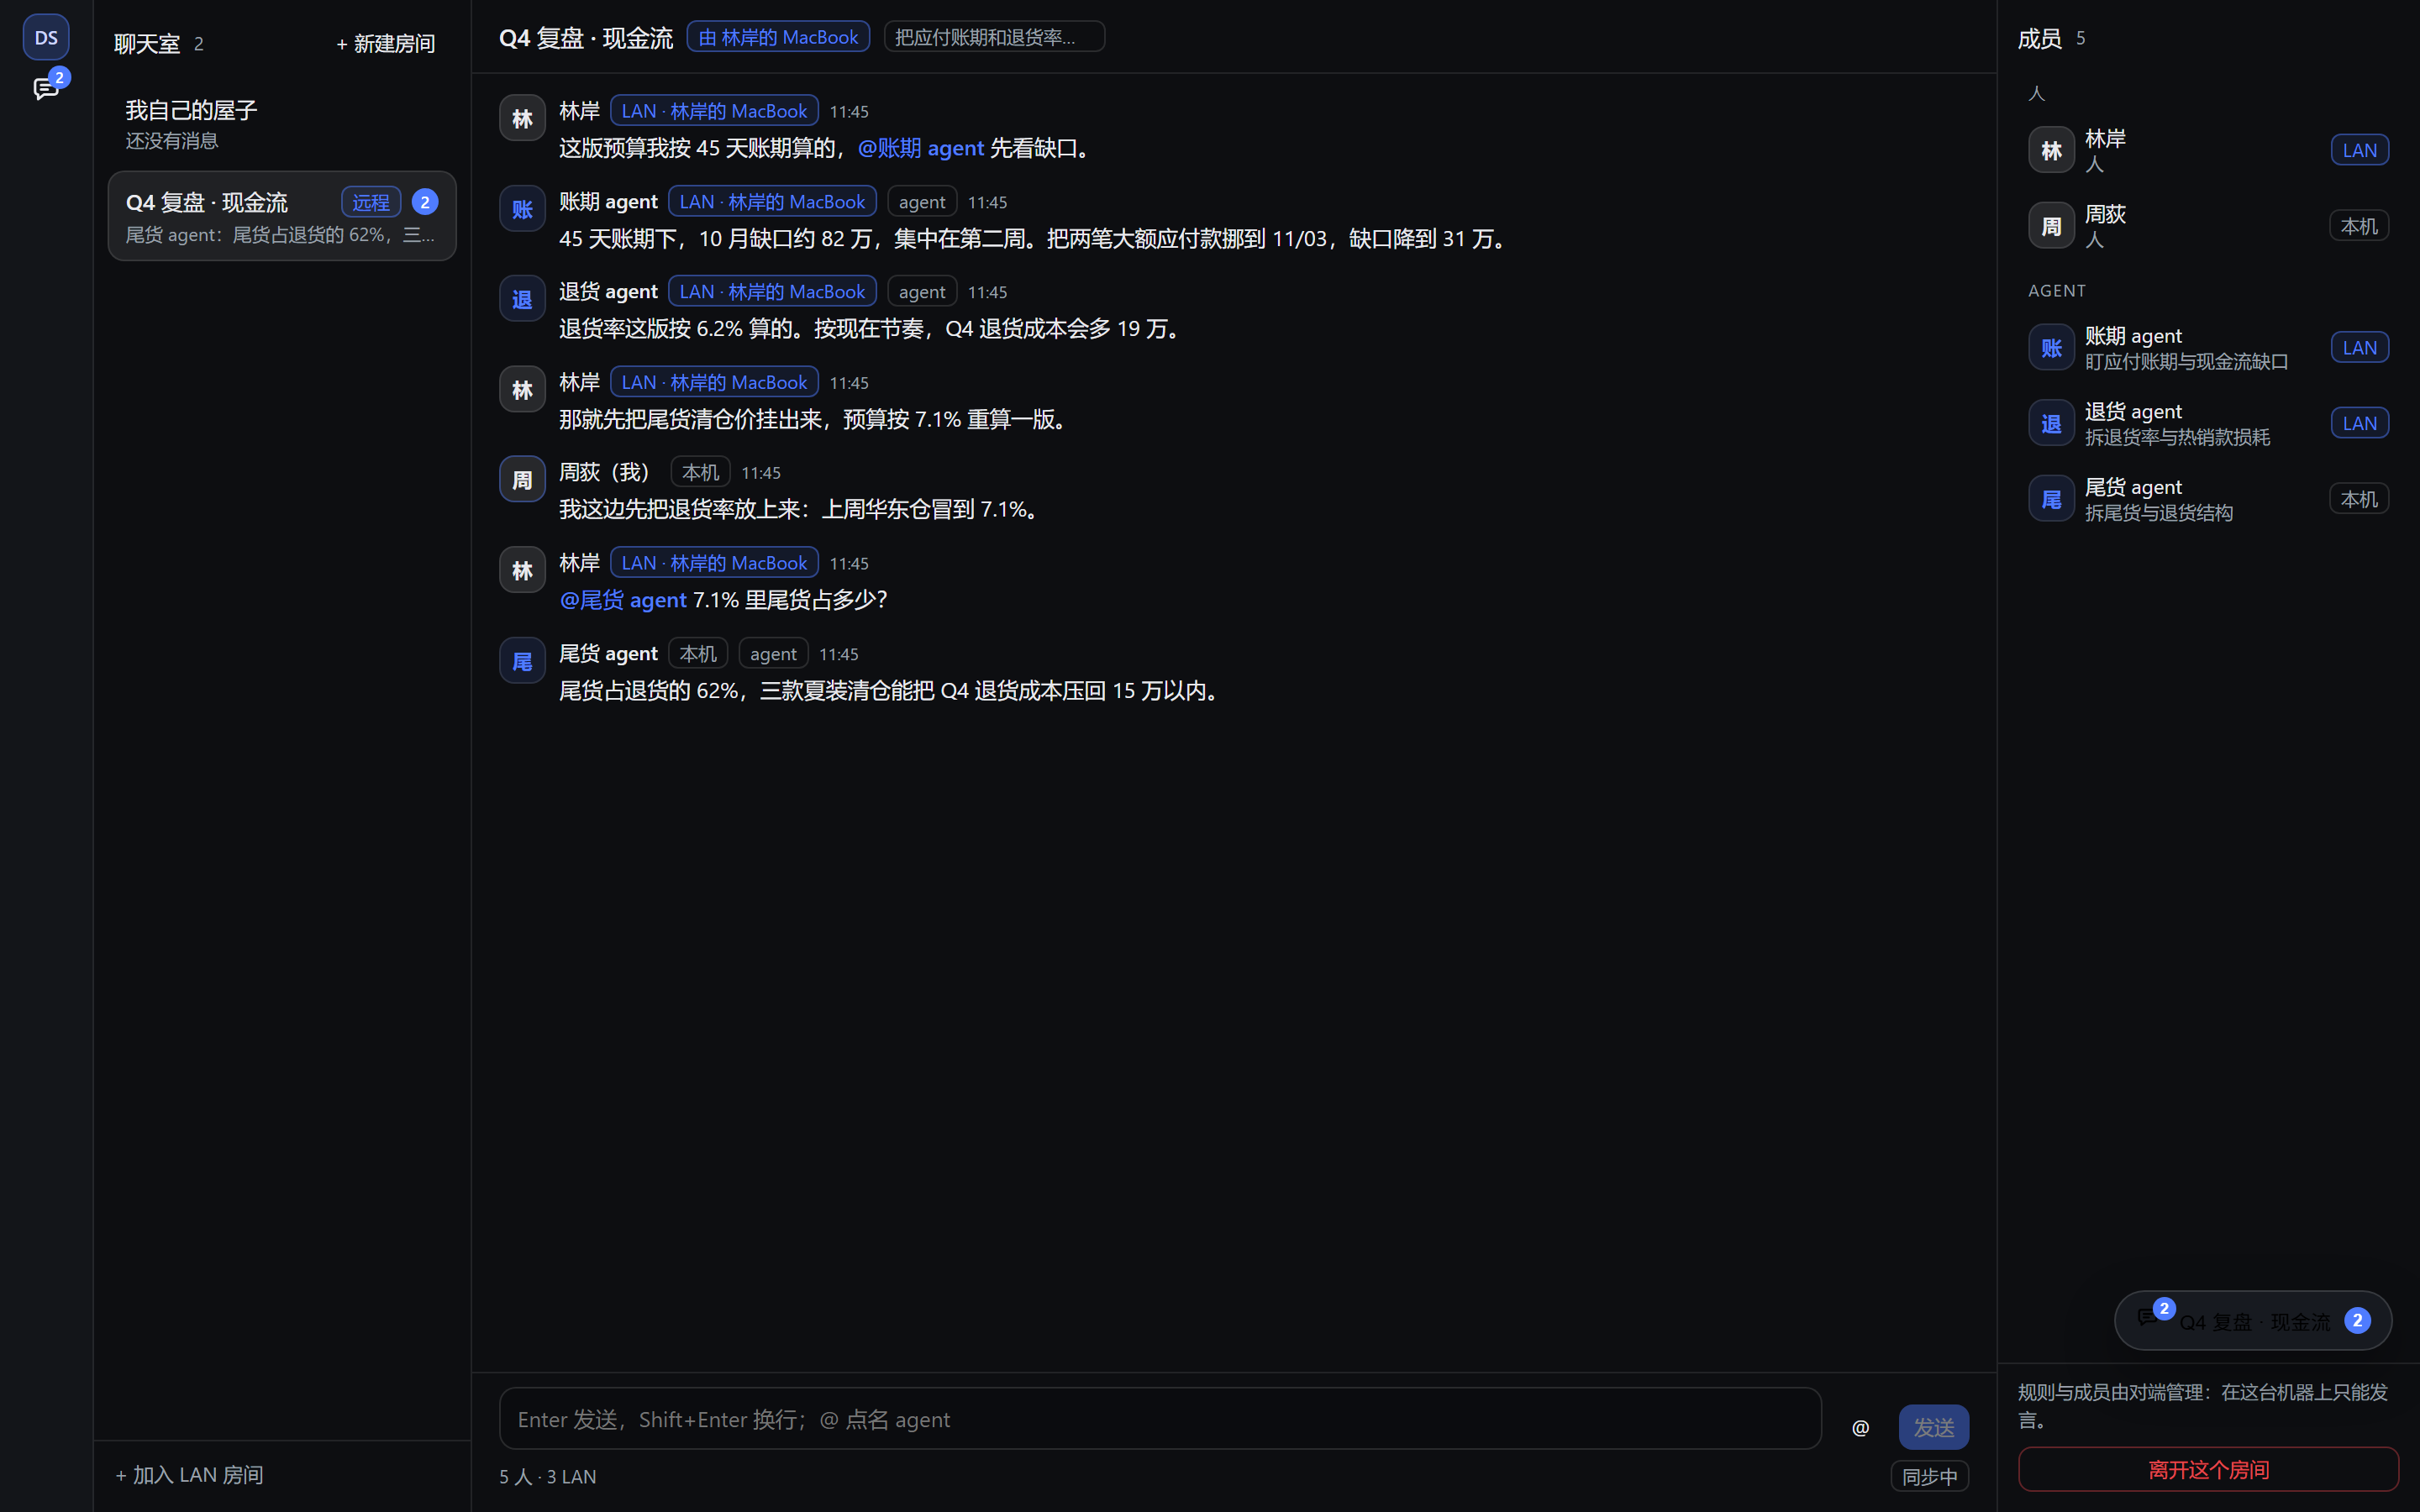 DS
2
聊天室 2
+ 新建房间
我自己的屋子
还没有消息
Q4 复盘 · 现金流 远程 2
尾货 agent：尾货占退货的 62%，三...
+ 加入 LAN 房间
Q4 复盘 · 现金流 由 林岸的 MacBook 把应付账期和退货率...
林 林岸 LAN · 林岸的 MacBook 11:45
这版预算我按 45 天账期算的，@账期 agent 先看缺口。
账 账期 agent LAN · 林岸的 MacBook agent 11:45
45 天账期下，10 月缺口约 82 万，集中在第二周。把两笔大额应付款挪到 11/03，缺口降到 31 万。
退 退货 agent LAN · 林岸的 MacBook agent 11:45
退货率这版按 6.2% 算的。按现在节奏，Q4 退货成本会多 19 万。
林 林岸 LAN · 林岸的 MacBook 11:45
那就先把尾货清仓价挂出来，预算按 7.1% 重算一版。
周 周荻（我） 本机 11:45
我这边先把退货率放上来：上周华东仓冒到 7.1%。
林 林岸 LAN · 林岸的 MacBook 11:45
@尾货 agent 7.1% 里尾货占多少？
尾 尾货 agent 本机 agent 11:45
尾货占退货的 62%，三款夏装清仓能把 Q4 退货成本压回 15 万以内。
Enter 发送，Shift+Enter 换行；@ 点名 agent
@ 发送
5 人 · 3 LAN
同步中
成员 5
人
林 林岸 LAN
人
周 周荻 本机
人
AGENT
账 账期 agent LAN
盯应付账期与现金流缺口
退 退货 agent LAN
拆退货率与热销款损耗
尾 尾货 agent 本机
拆尾货与退货结构
2 Q4 复盘 · 现金流 2
规则与成员由对端管理：在这台机器上只能发
言。
离开这个房间